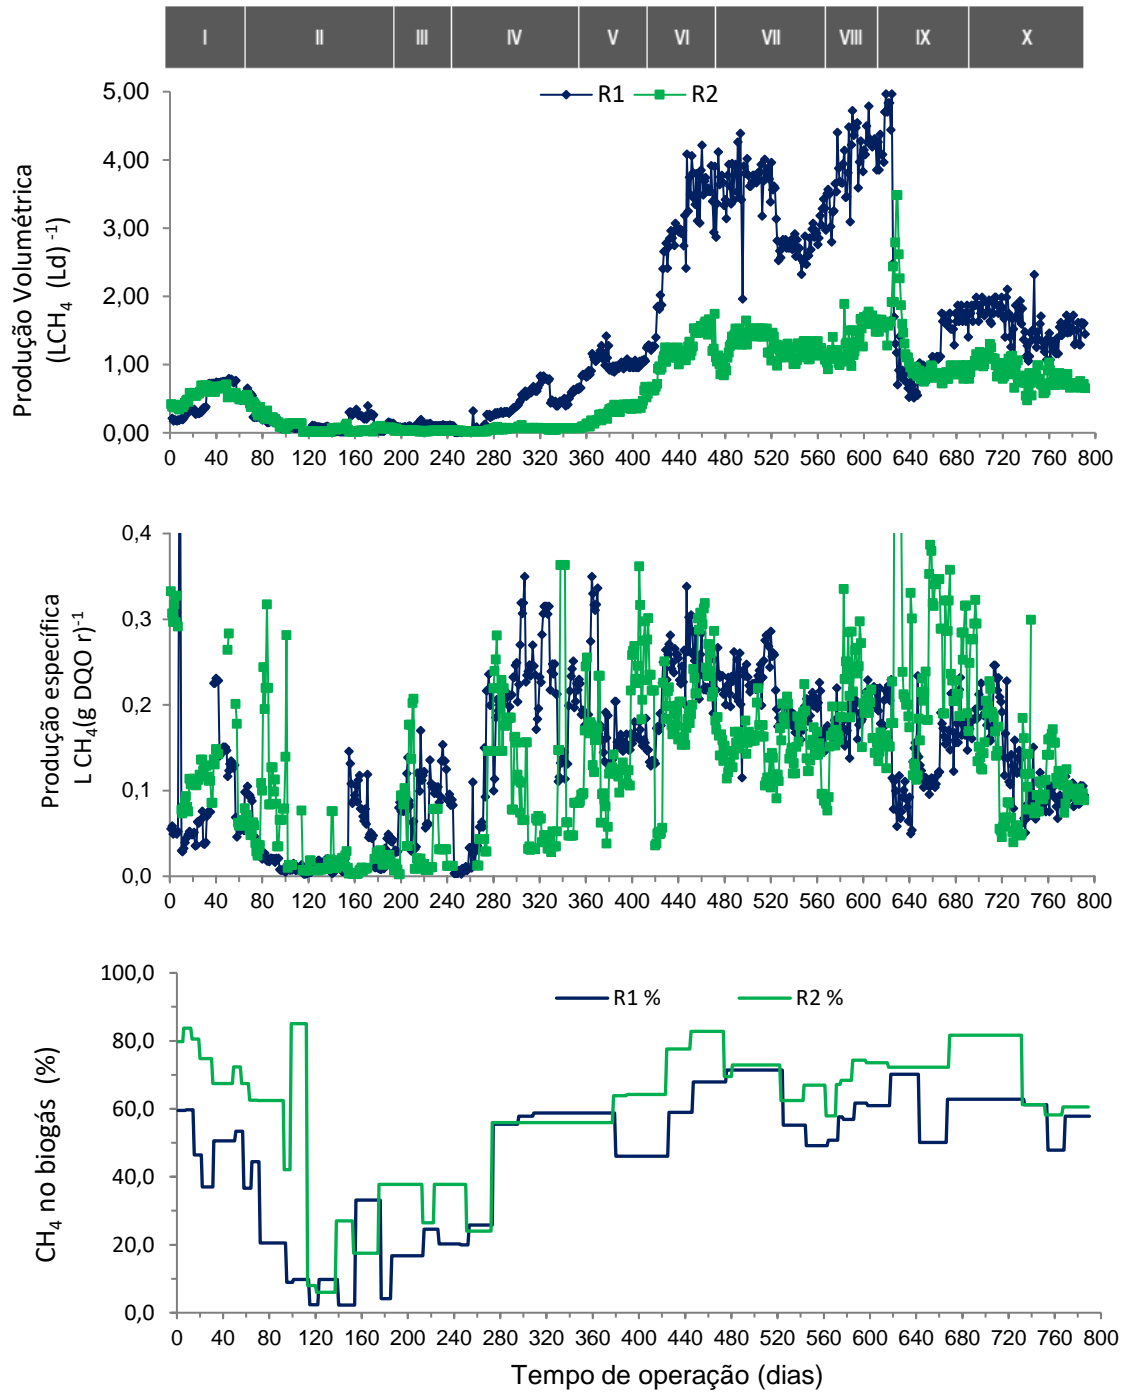 I II III IV V VI VII VIII IX X
R1 R2
Produção Volumétrica
(LCH4 (Ld) -1)
5,00
4,00
3,00
2,00
1,00
0,00
0 40 80 120 160 200 240 280 320 360 400 440 480 520 560 600 640 680 720 760 800
Produção específica
L CH4(g DQO r)-1
0,4
0,3
0,2
0,1
0,0
0 40 80 120 160 200 240 280 320 360 400 440 480 520 560 600 640 680 720 760 800
R1 % R2 %
CH4 no biogás (%)
100,0
80,0
60,0
40,0
20,0
0,0
0 40 80 120 160 200 240 280 320 360 400 440 480 520 560 600 640 680 720 760 800
Tempo de operação (dias)